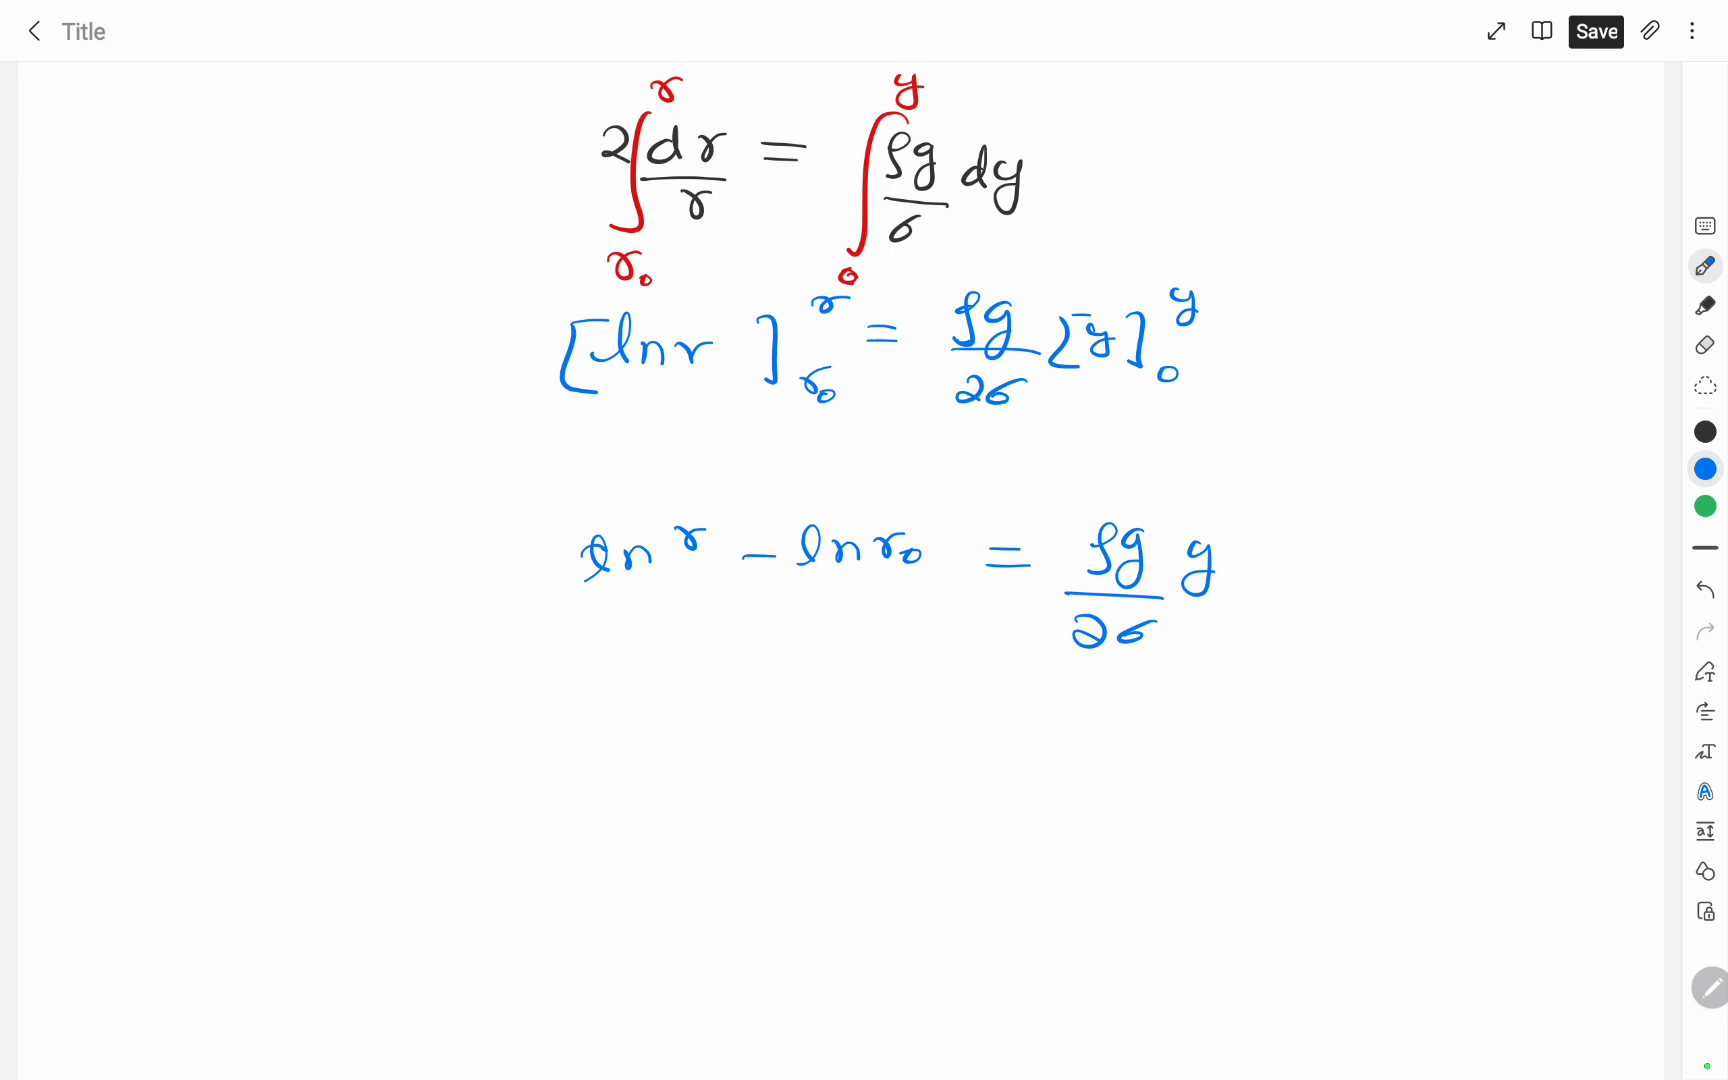 Title
Save
2∫_{r₀}^{r} dr/r = ∫_{0}^{y} ρg/σ dy
[ln r]_{r₀}^{r} = ρg/2σ [y]_{0}^{y}
ln r - ln r₀ = ρg/2σ y